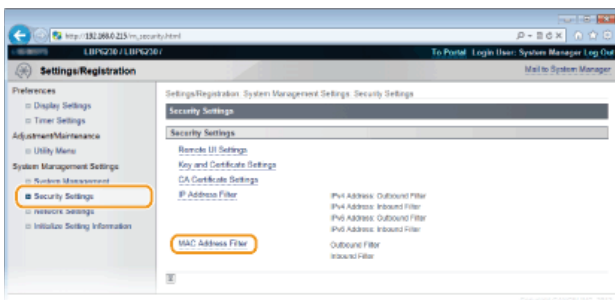 http://192.168.0.215/m_security.html
LBP6230 / LBP6230 /
To Portal Login User: System Manager Log Out
Settings/Registration
Mail to System Manager
Preferences
Display Settings
Timer Settings
Adjustment/Maintenance
Utility Menu
System Management Settings
System Management
Security Settings
Network Settings
Initialize Setting Information
Settings/Registration: System Management Settings: Security Settings
Security Settings
Security Settings
Remote UI Settings
Key and Certificate Settings
CA Certificate Settings
IP Address Filter
IPv4 Address: Outbound Filter
IPv4 Address: Inbound Filter
IPv6 Address: Outbound Filter
IPv6 Address: Inbound Filter
MAC Address Filter
Outbound Filter
Inbound Filter